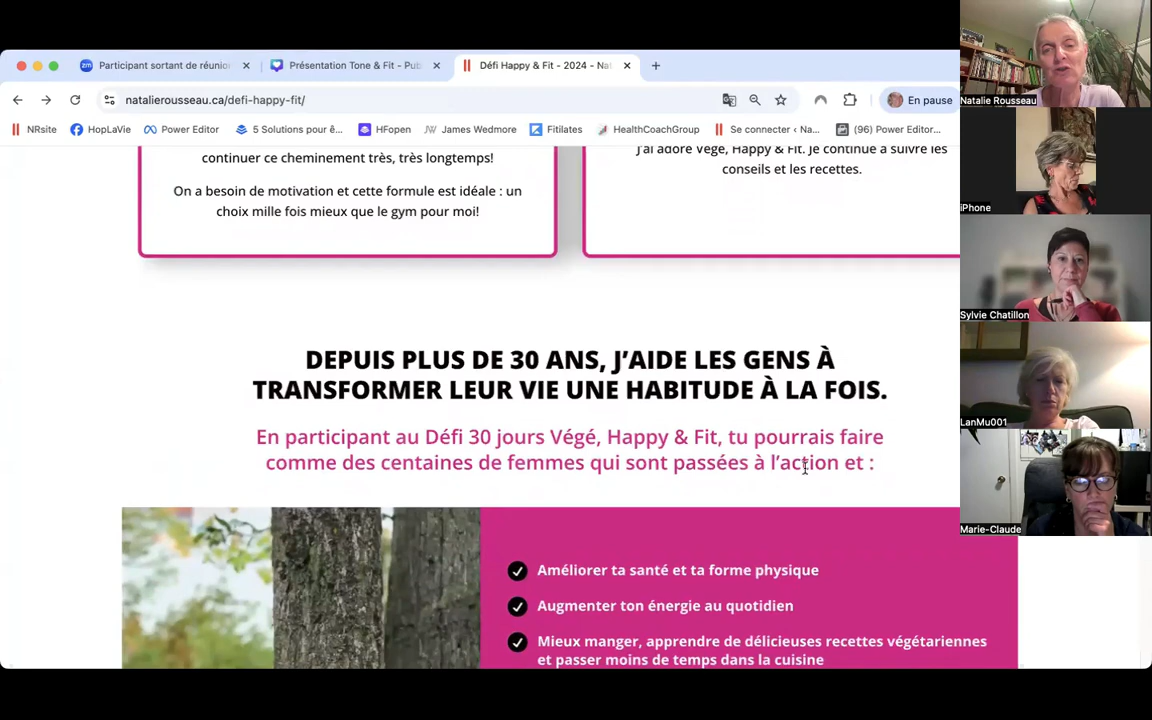 Participant sortant de réunio
Présentation Tone & Fit - Pub
Défi Happy & Fit - 2024 - Nat
natalierousseau.ca/defi-happy-fit/
En pause
NRsite
HopLaVie
Power Editor
5 Solutions pour ê...
HFopen
James Wedmore
Fitilates
HealthCoachGroup
Se connecter ‹ Na...
(96) Power Editor...
continuer ce cheminement très, très longtemps!
On a besoin de motivation et cette formule est idéale : un
choix mille fois mieux que le gym pour moi!
J'ai adoré Végé, Happy & Fit. Je continue à suivre les
conseils et les recettes.
DEPUIS PLUS DE 30 ANS, J'AIDE LES GENS À
TRANSFORMER LEUR VIE UNE HABITUDE À LA FOIS.
En participant au Défi 30 jours Végé, Happy & Fit, tu pourrais faire
comme des centaines de femmes qui sont passées à l'action et :
Améliorer ta santé et ta forme physique
Augmenter ton énergie au quotidien
Mieux manger, apprendre de délicieuses recettes végétariennes
et passer moins de temps dans la cuisine
Natalie Rousseau
iPhone
Sylvie Chatillon
LanMu001
Marie-Claude